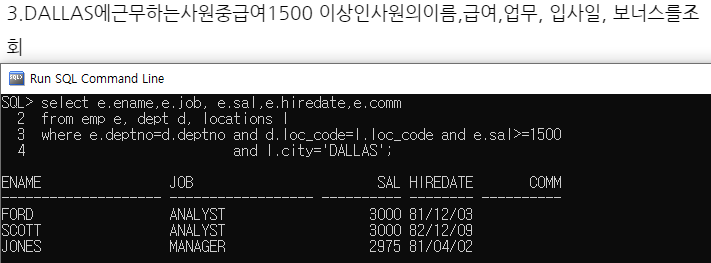 3.DALLAS에근무하는사원중급여1500 이상인사원의이름,급여,업무, 입사일, 보너스를조
회
Run SQL Command Line
SQL> select e.ename,e.job, e.sal,e.hiredate,e.comm
2 from emp e, dept d, locations l
3 where e.deptno=d.deptno and d.loc_code=l.loc_code and e.sal>=1500
4 and l.city='DALLAS';
ENAME JOB SAL HIREDATE COMM
-------------------- ------------------ ---------- -------- ----------
FORD ANALYST 3000 81/12/03
SCOTT ANALYST 3000 82/12/09
JONES MANAGER 2975 81/04/02